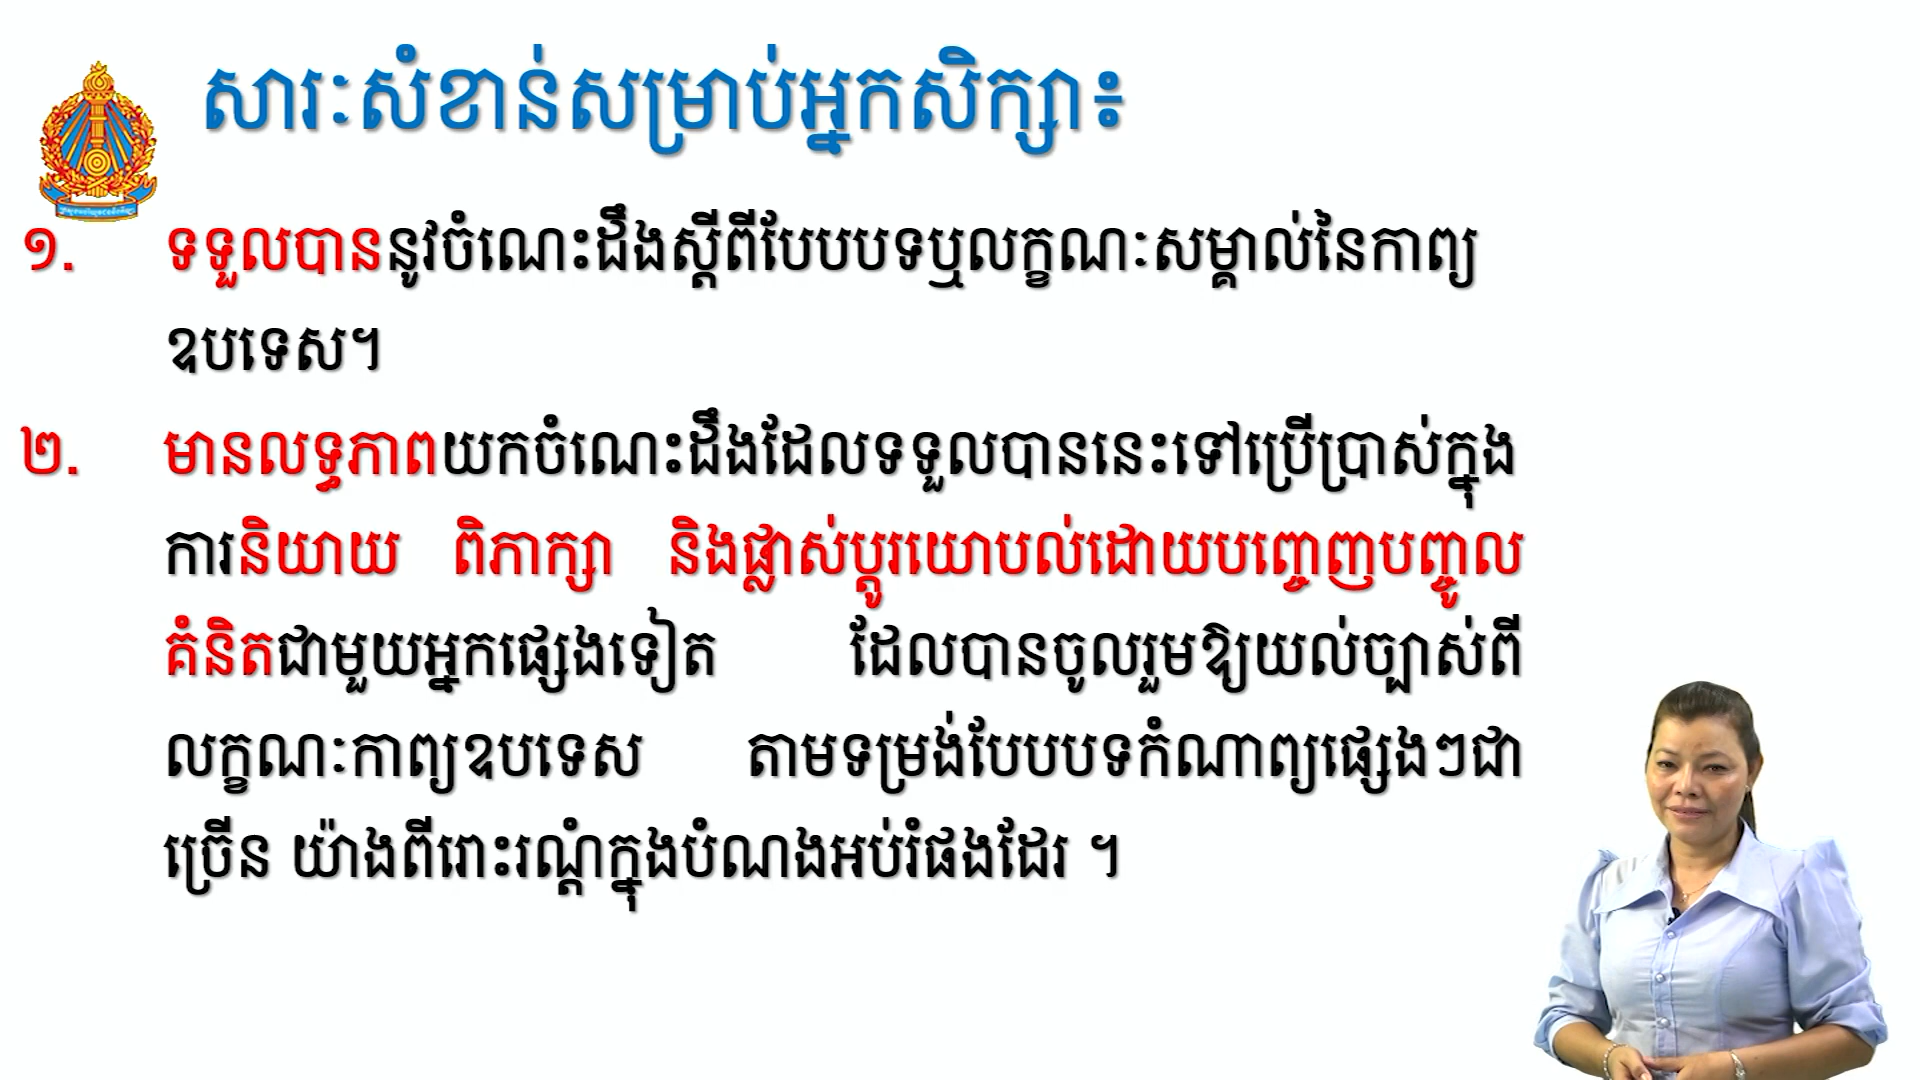 សារៈសំខាន់សម្រាប់អ្នកសិក្សា៖
១. ទទួលបាននូវចំណេះដឹងស្ដីពីបែបបទឬលក្ខណៈសម្គាល់នៃកាព្យ
ឧបទេស។
២. មានលទ្ធភាពយកចំណេះដឹងដែលទទួលបាននេះទៅប្រើប្រាស់ក្នុង
ការនិយាយ ពិភាក្សា និងផ្លាស់ប្ដូរយោបល់ដោយបញ្ចេញបញ្ចូល
គំនិតជាមួយអ្នកផ្សេងទៀត ដែលបានចូលរួមឱ្យយល់ច្បាស់ពី
លក្ខណៈកាព្យឧបទេស តាមទម្រង់បែបបទកំណាព្យផ្សេងៗជា
ច្រើន យ៉ាងពីរោះរណ្ដំក្នុងបំណងអប់រំផងដែរ ។